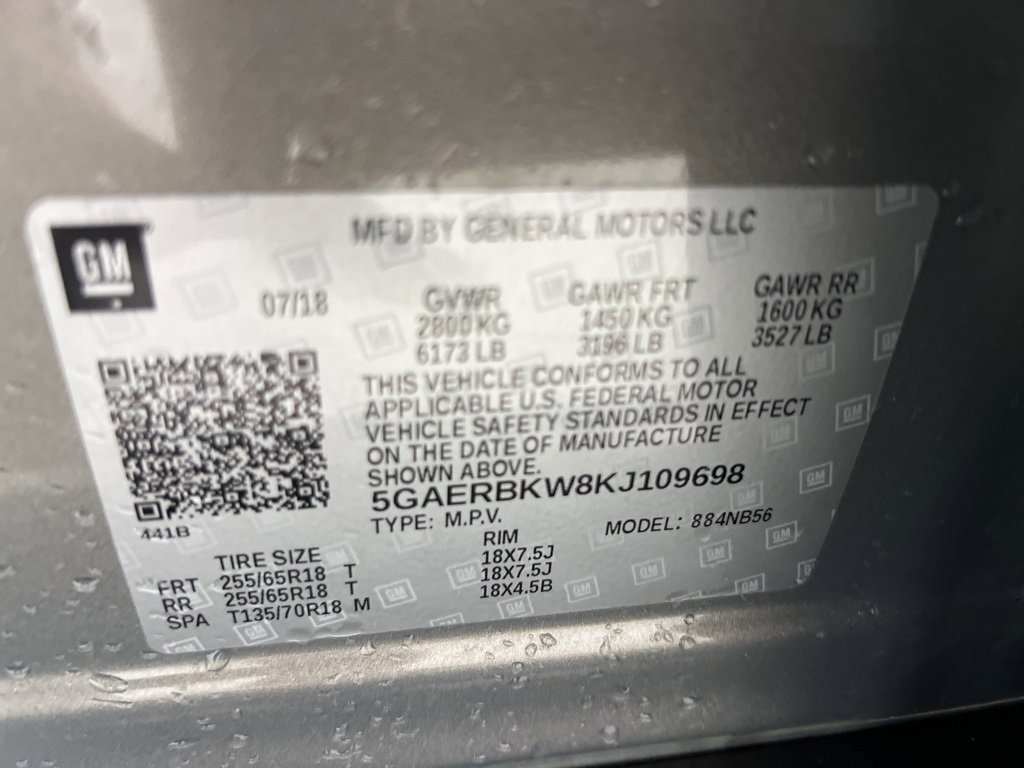 GM
MFD BY GENERAL MOTORS LLC
07/18
GVWR GAWR FRT GAWR RR
2800 KG 1450 KG 1600 KG
6173 LB 3196 LB 3527 LB
THIS VEHICLE CONFORMS TO ALL
APPLICABLE U.S. FEDERAL MOTOR
VEHICLE SAFETY STANDARDS IN EFFECT
ON THE DATE OF MANUFACTURE
SHOWN ABOVE.
5GAERBKW8KJ109698
TYPE: M.P.V. MODEL: 884NB56
441B
TIRE SIZE RIM
FRT 255/65R18 T 18X7.5J
RR 255/65R18 T 18X7.5J
SPA T135/70R18 M 18X4.5B